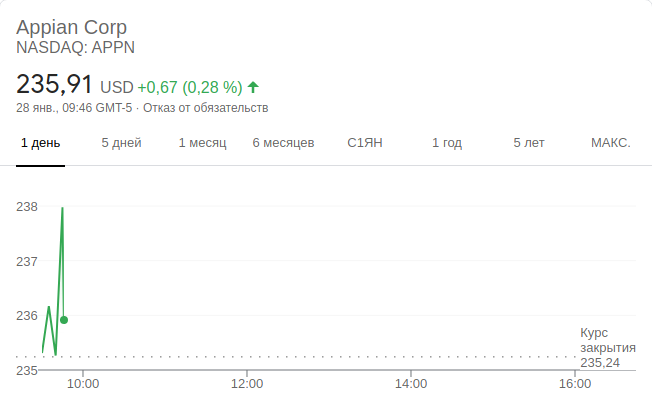 Appian Corp
NASDAQ: APPN
235,91 USD +0,67 (0,28 %)
28 янв., 09:46 GMT-5 · Отказ от обязательств
1 день 5 дней 1 месяц 6 месяцев С1ЯН 1 год 5 лет МАКС.
238
237
236
235
Курс
закрытия
235,24
10:00 12:00 14:00 16:00